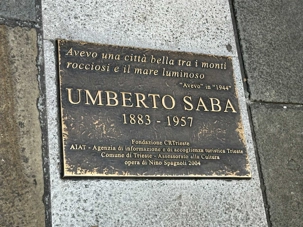 Avevo una città bella tra i monti
rocciosi e il mare luminoso
"Avevo" in "1944"
UMBERTO SABA
1883 - 1957
Fondazione CRTrieste
AIAT - Agenzia di informazione e di accoglienza turistica Trieste
Comune di Trieste - Assessorato alla Cultura
opera di Nino Spagnoli 2004